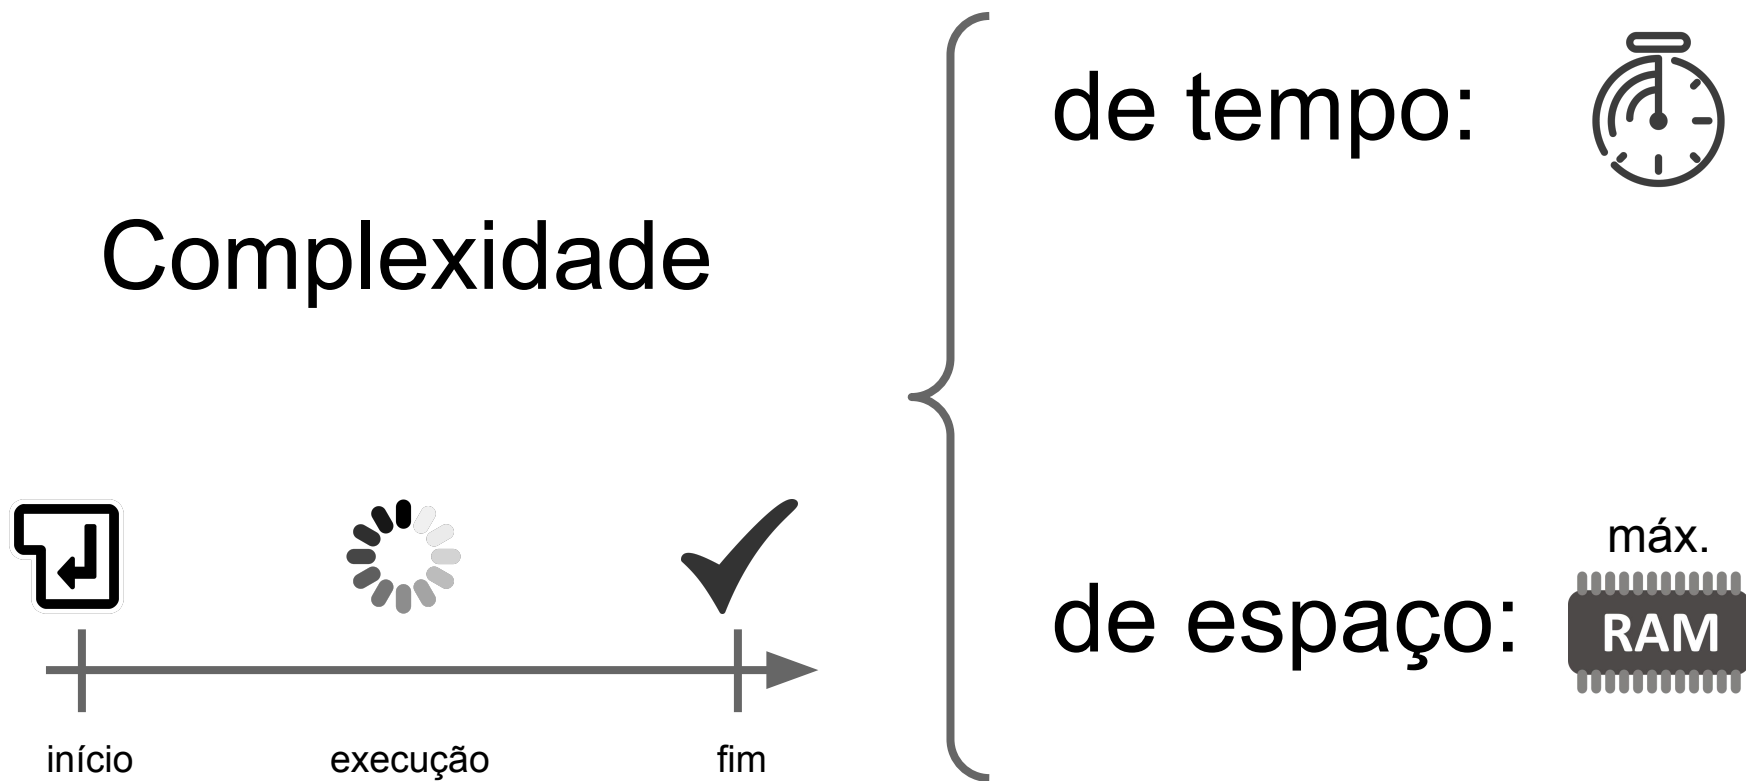 Complexidade
início
execução
fim
de tempo:
máx.
de espaço:
RAM